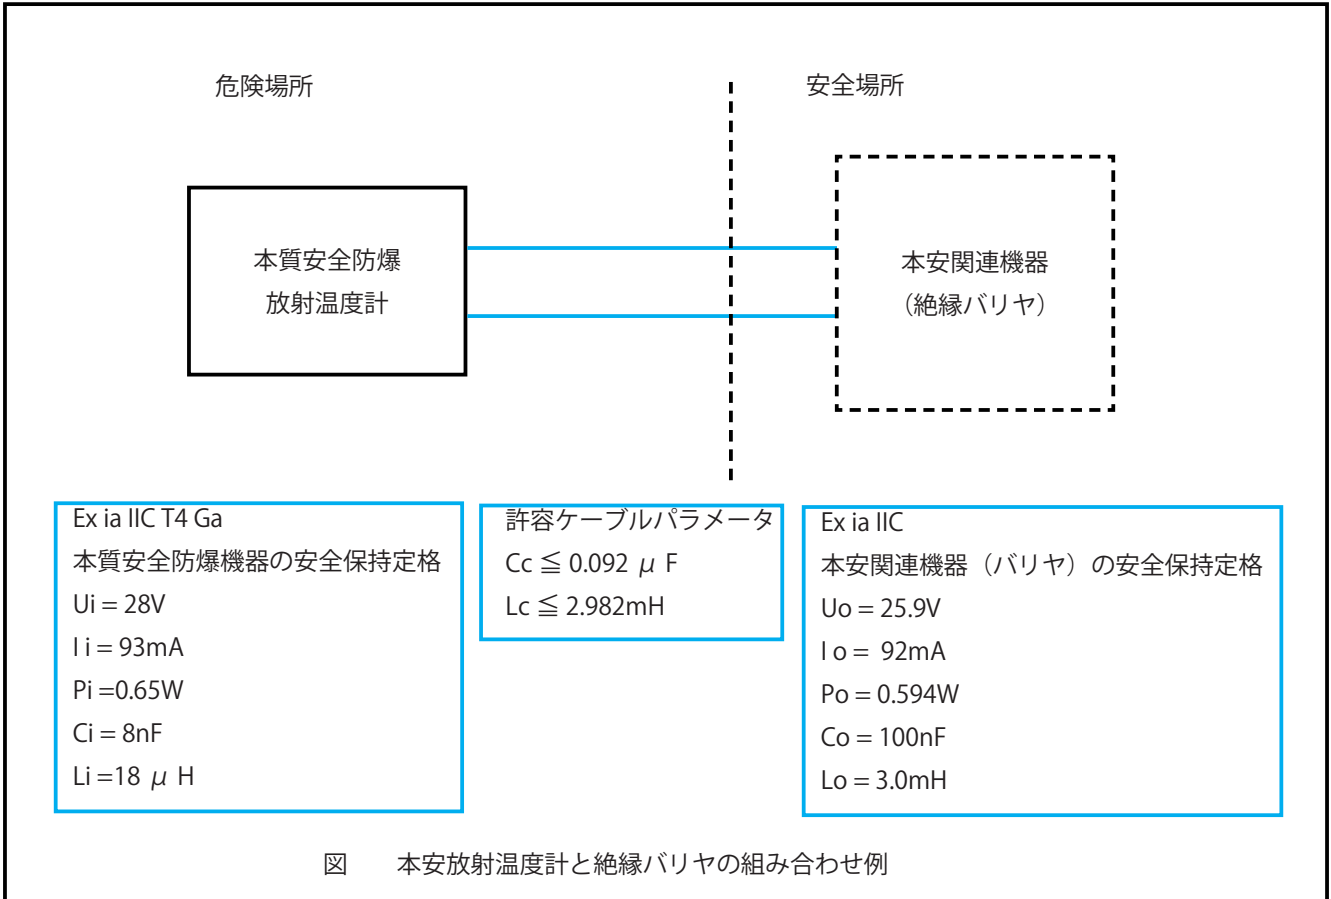 危険場所
安全場所
本質安全防爆
放射温度計
本安関連機器
（絶縁バリヤ）
Ex ia IIC T4 Ga
本質安全防爆機器の安全保持定格
Ui = 28V
I i = 93mA
Pi =0.65W
Ci = 8nF
Li =18 μ H
許容ケーブルパラメータ
Cc ≦ 0.092 μ F
Lc ≦ 2.982mH
Ex ia IIC
本安関連機器（バリヤ）の安全保持定格
Uo = 25.9V
I o = 92mA
Po = 0.594W
Co = 100nF
Lo = 3.0mH
図　本安放射温度計と絶縁バリヤの組み合わせ例